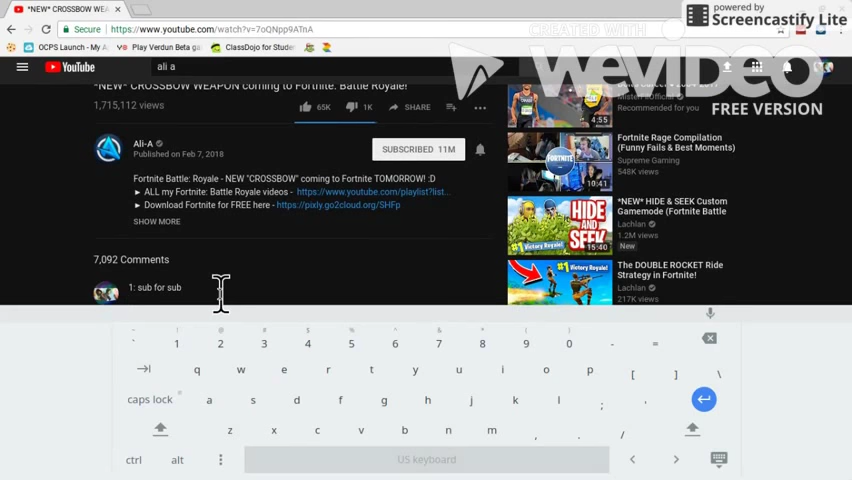 *NEW* CROSSBOW WEA
powered by
Screencastify Lite
Secure
https://www.youtube.com/watch?v=7oQNpp9ATnA
CREATED WITH
OCPS Launch - My A
Play Verdun Beta ga
ClassDojo for Stude
WEVIDEO
FREE VERSION
YouTube
ali a
*NEW* CROSSBOW WEAPON coming to Fortnite: Battle Royale!
1,715,112 views
65K
1K
SHARE
4:55
Recommended for you
Ali-A
Published on Feb 7, 2018
SUBSCRIBED 11M
Fortnite Battle: Royale - NEW "CROSSBOW" coming to Fortnite TOMORROW! :D
► ALL my Fortnite: Battle Royale videos - https://www.youtube.com/playlist?list...
► Download Fortnite for FREE here - https://pixly.go2cloud.org/SHFp
SHOW MORE
FORTNITE
10:41
Fortnite Rage Compilation
(Funny Fails & Best Moments)
Supreme Gaming
548K views
HIDE
AND
SEEK
#1 Victory Royale!
15:40
*NEW* HIDE & SEEK Custom
Gamemode (Fortnite Battle
Lachlan
1.2M views
New
#1 Victory Royale!
The DOUBLE ROCKET Ride
Strategy in Fortnite!
Lachlan
217K views
7,092 Comments
1: sub for sub
~ ! @ # $ % ^ & * ( )
` 1 2 3 4 5 6 7 8 9 0 - =
q w e r t y u i o p [ ] \
caps lock a s d f g h j k l ; '
z x c v b n m , . /
ctrl alt US keyboard